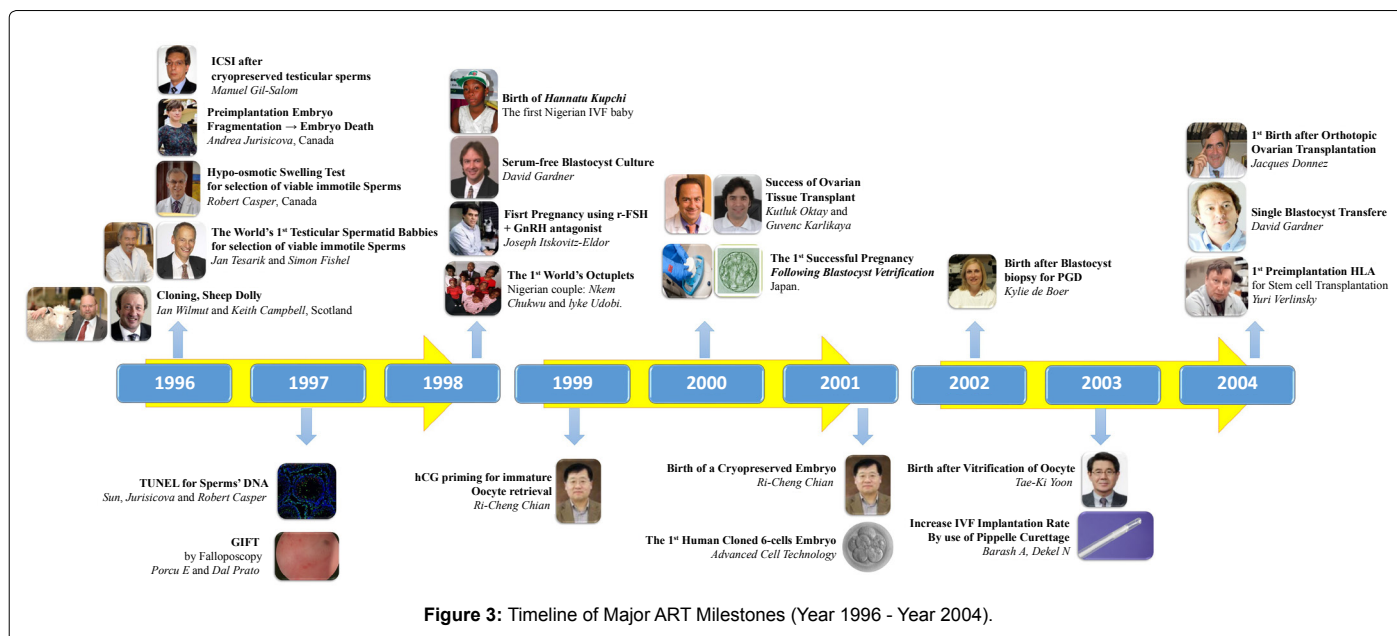 ICSI after
cryopreserved testicular sperms
Manuel Gil-Salom
Preimplantation Embryo
Fragmentation → Embryo Death
Andrea Jurisicova, Canada
Hypo-osmotic Swelling Test
for selection of viable immotile Sperms
Robert Casper, Canada
The World's 1st Testicular Spermatid Babbies
for selection of viable immotile Sperms
Jan Tesarik and Simon Fishel
Cloning, Sheep Dolly
Ian Wilmut and Keith Campbell, Scotland
Birth of Hannatu Kupchi
The first Nigerian IVF baby
Serum-free Blastocyst Culture
David Gardner
Fisrt Pregnancy using r-FSH
+ GnRH antagonist
Joseph Itskovitz-Eldor
The 1st World's Octuplets
Nigerian couple: Nkem
Chukwu and Iyke Udobi.
Success of Ovarian
Tissue Transplant
Kutluk Oktay and
Guvenc Karlikaya
The 1st Successful Pregnancy
Following Blastocyst Vetrification
Japan.
Birth after Blastocyst
biopsy for PGD
Kylie de Boer
1st Birth after Orthotopic
Ovarian Transplantation
Jacques Donnez
Single Blastocyst Transfere
David Gardner
1st Preimplantation HLA
for Stem cell Transplantation
Yuri Verlinsky
1996 1997 1998 1999 2000 2001 2002 2003 2004
TUNEL for Sperms' DNA
Sun, Jurisicova and Robert Casper
GIFT
by Falloposcopy
Porcu E and Dal Prato
hCG priming for immature
Oocyte retrieval
Ri-Cheng Chian
Birth of a Cryopreserved Embryo
Ri-Cheng Chian
The 1st Human Cloned 6-cells Embryo
Advanced Cell Technology
Birth after Vitrification of Oocyte
Tae-Ki Yoon
Increase IVF Implantation Rate
By use of Pippelle Curettage
Barash A, Dekel N
Figure 3: Timeline of Major ART Milestones (Year 1996 - Year 2004).